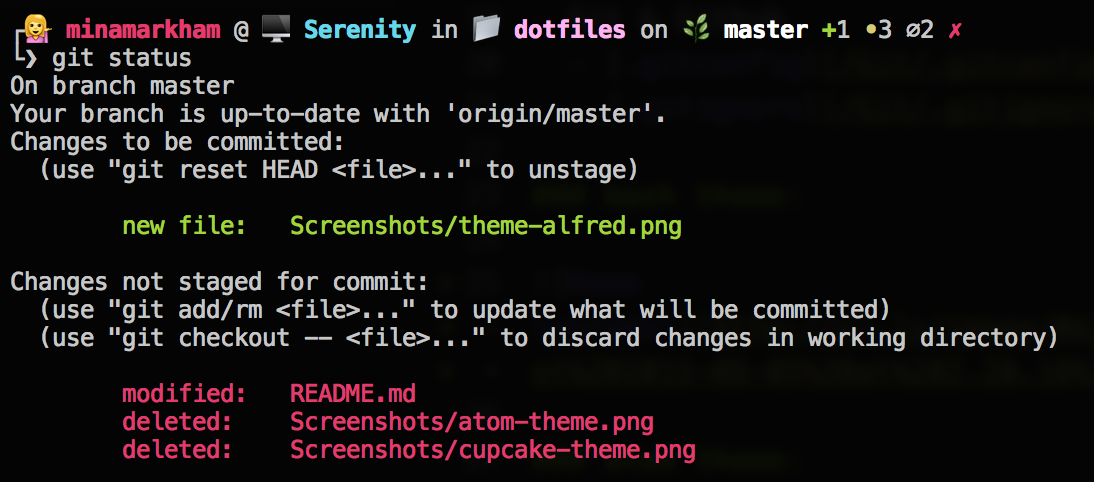 minamarkham @ Serenity in dotfiles on master +1 •3 ⌀2 ✗
❯ git status
On branch master
Your branch is up-to-date with 'origin/master'.
Changes to be committed:
(use "git reset HEAD <file>..." to unstage)
new file: Screenshots/theme-alfred.png
Changes not staged for commit:
(use "git add/rm <file>..." to update what will be committed)
(use "git checkout -- <file>..." to discard changes in working directory)
modified: README.md
deleted: Screenshots/atom-theme.png
deleted: Screenshots/cupcake-theme.png